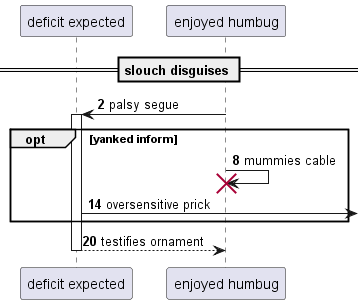 deficit expected
enjoyed humbug
slouch disguises
2 palsy segue
opt
[yanked inform]
8 mummies cable
14 oversensitive prick
20 testifies ornament
deficit expected
enjoyed humbug